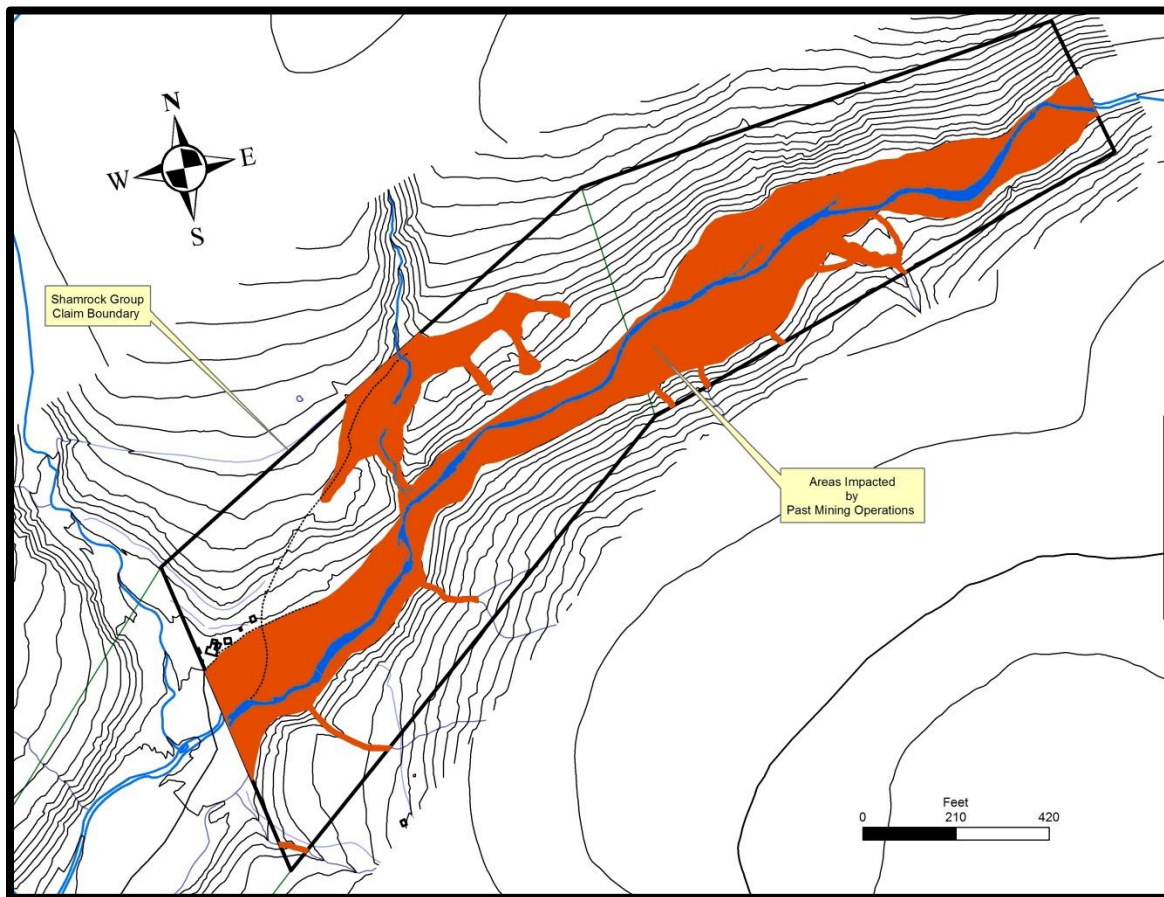 N
W
E
S
Shamrock Group
Claim Boundary
Areas Impacted
by
Past Mining Operations
Feet
0 210 420